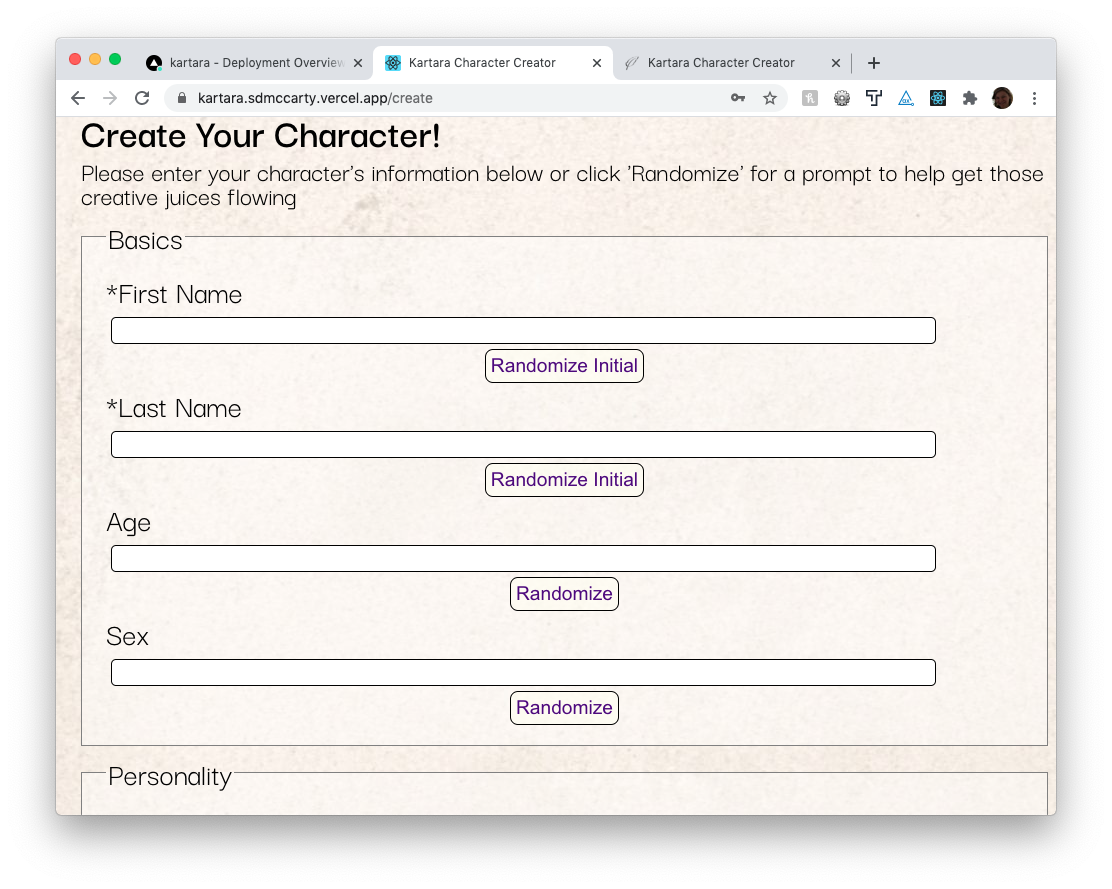 kartara - Deployment Overview
Kartara Character Creator
Kartara Character Creator
kartara.sdmccarty.vercel.app/create
Create Your Character!
Please enter your character's information below or click 'Randomize' for a prompt to help get those
creative juices flowing
Basics
*First Name
Randomize Initial
*Last Name
Randomize Initial
Age
Randomize
Sex
Randomize
Personality